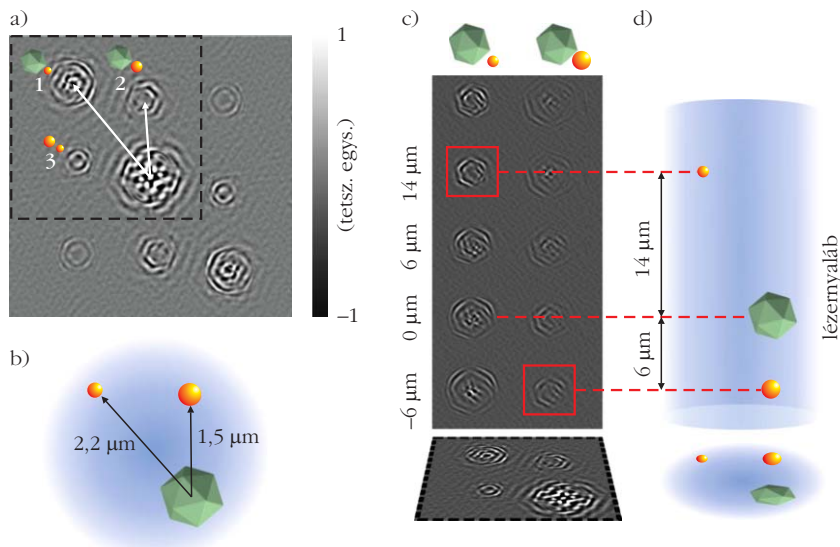 a)
1
2
3
1
(tetsz. egys.)
–1
b)
2,2 µm
1,5 µm
c)
14 µm
6 µm
0 µm
–6 µm
d)
14 µm
6 µm
lézernyaláb